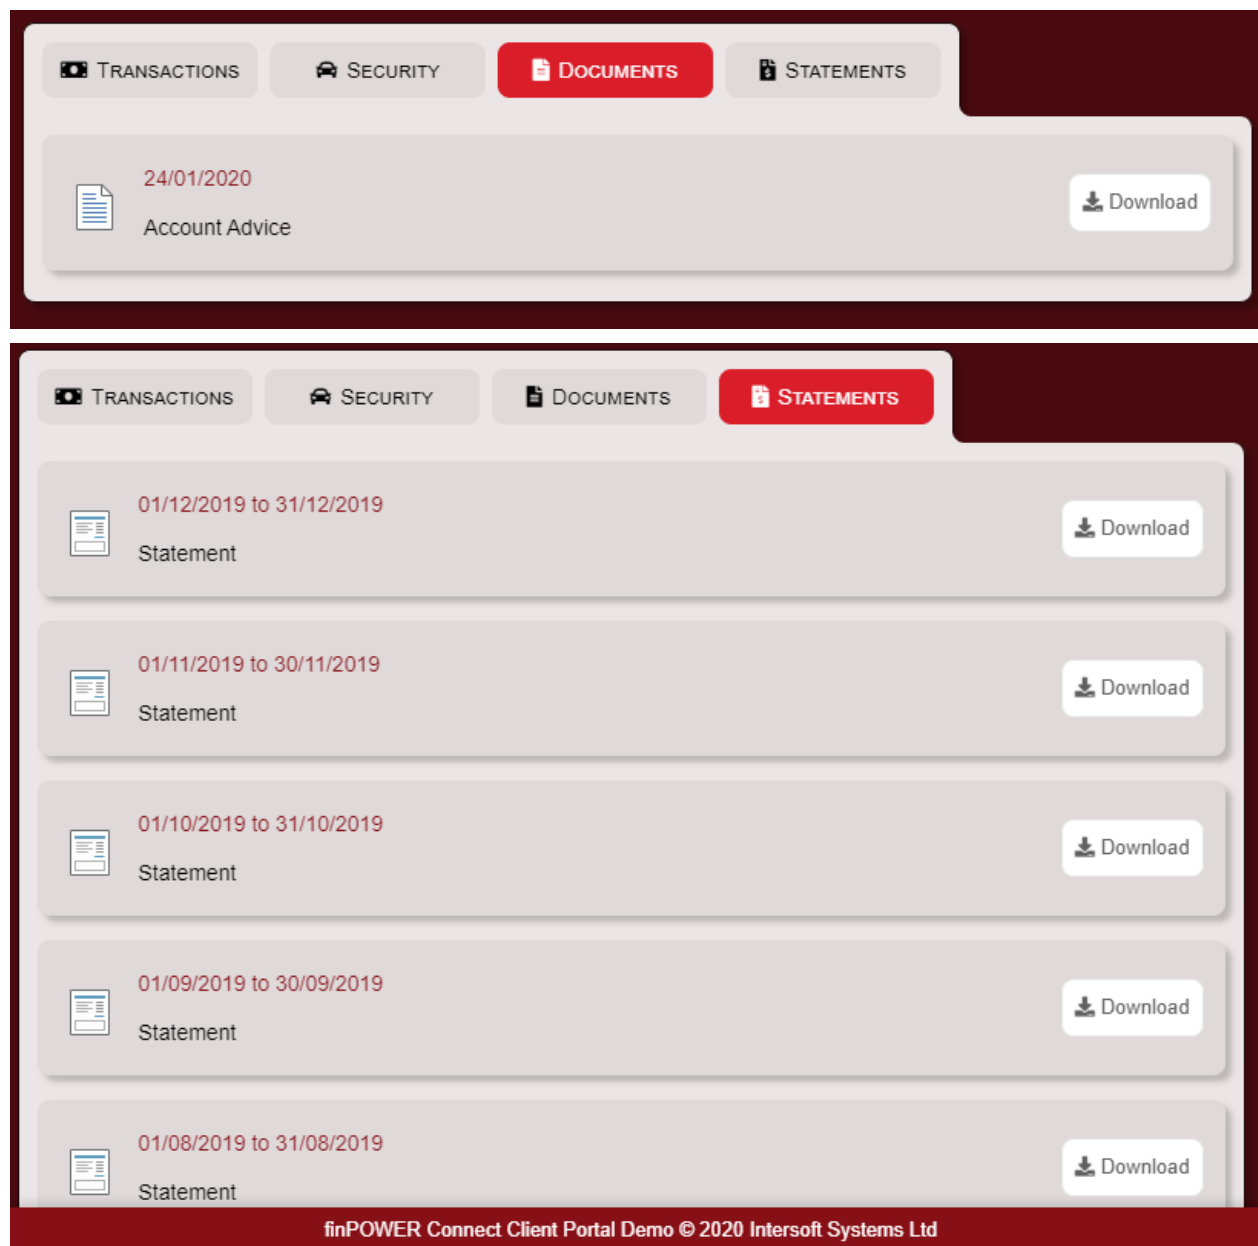 TRANSACTIONS SECURITY DOCUMENTS STATEMENTS
24/01/2020
Account Advice
Download
TRANSACTIONS SECURITY DOCUMENTS STATEMENTS
01/12/2019 to 31/12/2019
Statement
Download
01/11/2019 to 30/11/2019
Statement
Download
01/10/2019 to 31/10/2019
Statement
Download
01/09/2019 to 30/09/2019
Statement
Download
01/08/2019 to 31/08/2019
Statement
Download
finPOWER Connect Client Portal Demo © 2020 Intersoft Systems Ltd